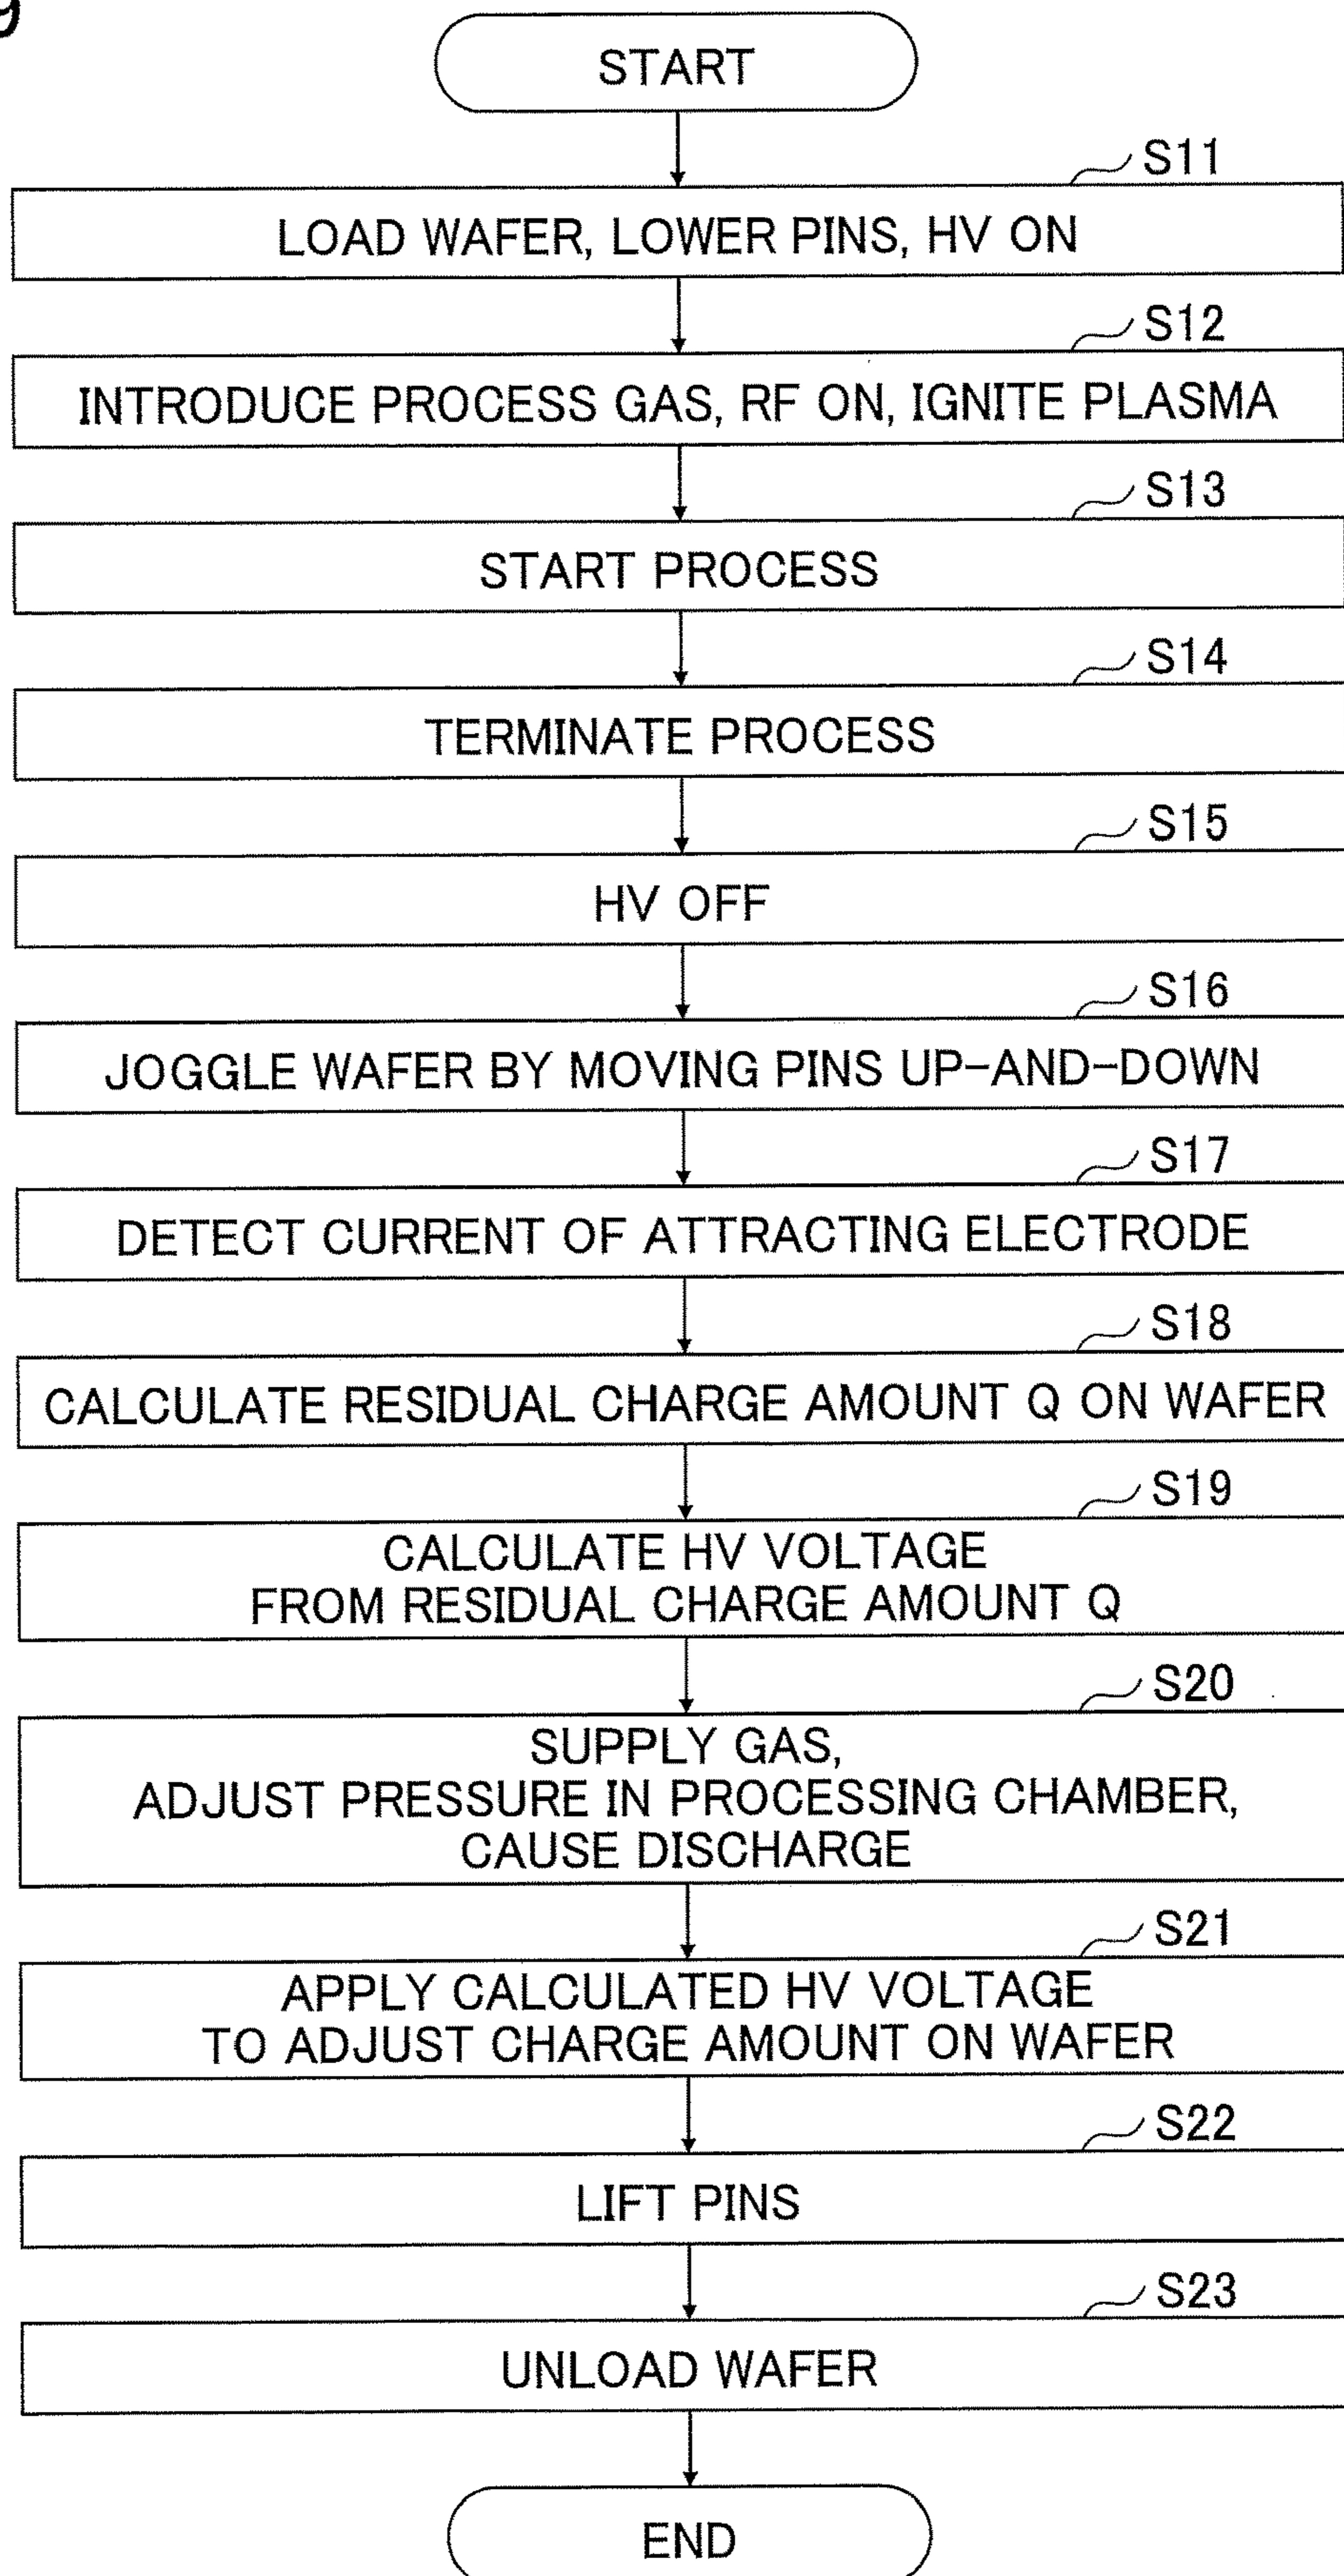 START
S11
LOAD WAFER, LOWER PINS, HV ON
S12
INTRODUCE PROCESS GAS, RF ON, IGNITE PLASMA
S13
START PROCESS
S14
TERMINATE PROCESS
S15
HV OFF
S16
JOGGLE WAFER BY MOVING PINS UP-AND-DOWN
S17
DETECT CURRENT OF ATTRACTING ELECTRODE
S18
CALCULATE RESIDUAL CHARGE AMOUNT Q ON WAFER
S19
CALCULATE HV VOLTAGE
FROM RESIDUAL CHARGE AMOUNT Q
S20
SUPPLY GAS,
ADJUST PRESSURE IN PROCESSING CHAMBER,
CAUSE DISCHARGE
S21
APPLY CALCULATED HV VOLTAGE
TO ADJUST CHARGE AMOUNT ON WAFER
S22
LIFT PINS
S23
UNLOAD WAFER
END